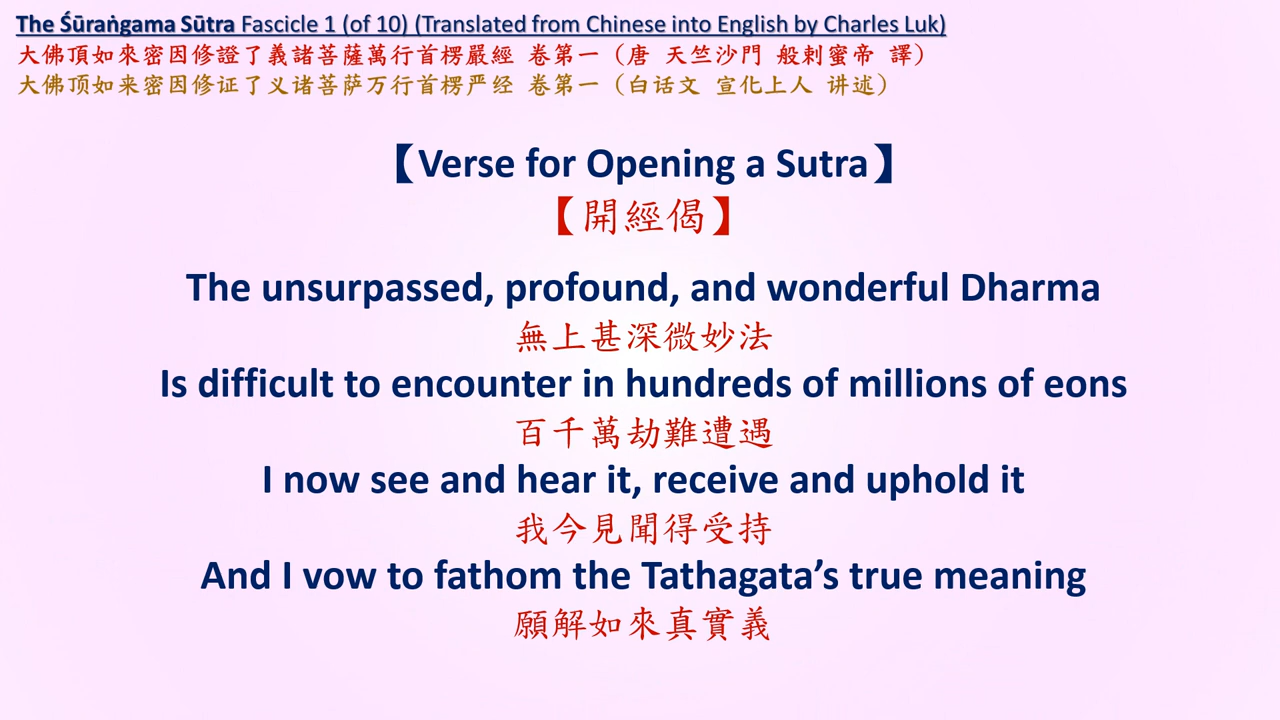 The Śūraṅgama Sūtra Fascicle 1 (of 10) (Translated from Chinese into English by Charles Luk)
大佛頂如來密因修證了義諸菩薩萬行首楞嚴經 卷第一（唐 天竺沙門 般剌蜜帝 譯）
大佛顶如来密因修证了义诸菩萨万行首楞严经 卷第一（白话文 宣化上人 讲述）
【Verse for Opening a Sutra】
【開經偈】
The unsurpassed, profound, and wonderful Dharma
無上甚深微妙法
Is difficult to encounter in hundreds of millions of eons
百千萬劫難遭遇
I now see and hear it, receive and uphold it
我今見聞得受持
And I vow to fathom the Tathagata’s true meaning
願解如來真實義